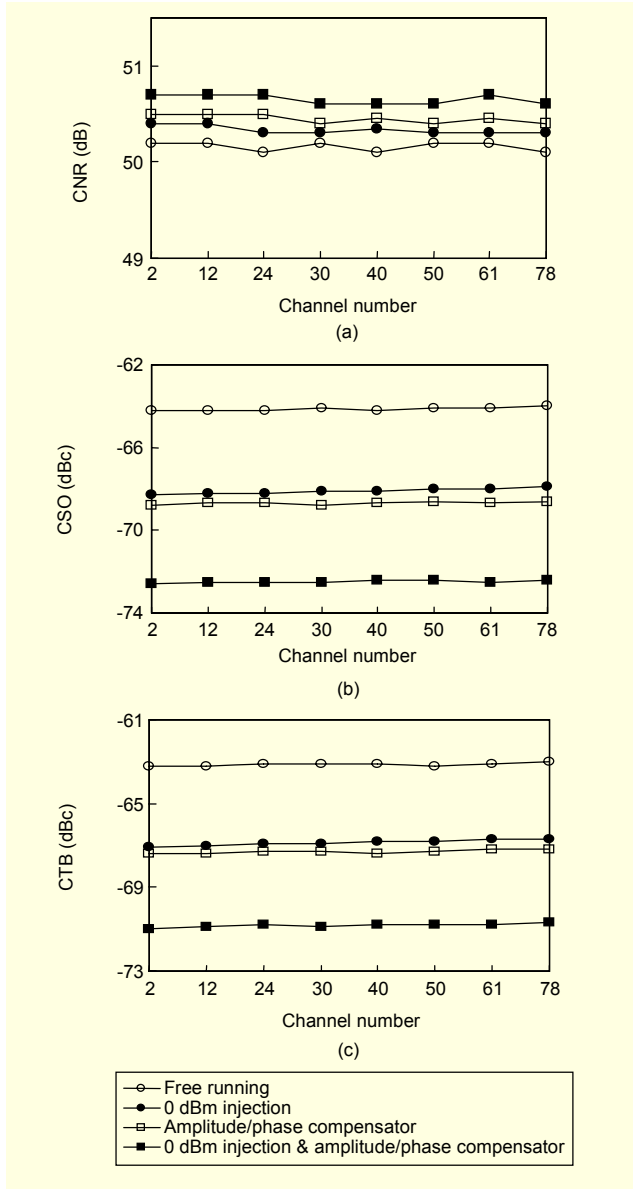 51
50
49
CNR (dB)
2 12 24 30 40 50 61 78
Channel number
(a)
-62
-66
-70
-74
CSO (dBc)
2 12 24 30 40 50 61 78
Channel number
(b)
-61
-65
-69
-73
CTB (dBc)
2 12 24 30 40 50 61 78
Channel number
(c)
Free running
0 dBm injection
Amplitude/phase compensator
0 dBm injection & amplitude/phase compensator